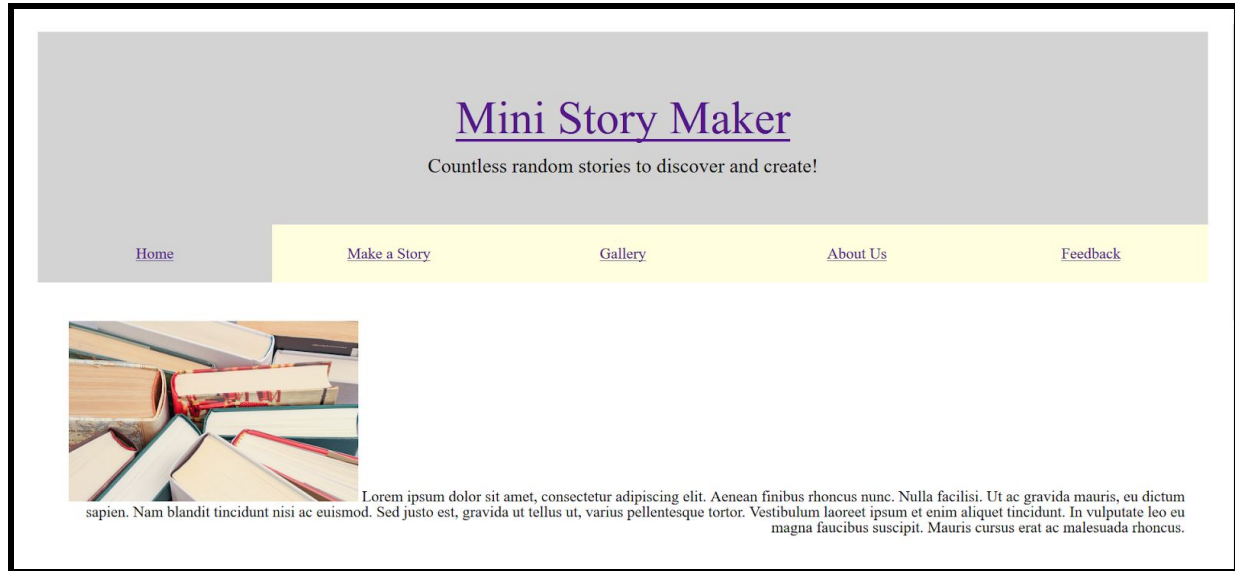 Mini Story Maker
Countless random stories to discover and create!
Home Make a Story Gallery About Us Feedback
Lorem ipsum dolor sit amet, consectetur adipiscing elit. Aenean finibus rhoncus nunc. Nulla facilisi. Ut ac gravida mauris, eu dictum
sapien. Nam blandit tincidunt nisi ac euismod. Sed justo est, gravida ut tellus ut, varius pellentesque tortor. Vestibulum laoreet ipsum et enim aliquet tincidunt. In vulputate leo eu
magna faucibus suscipit. Mauris cursus erat ac malesuada rhoncus.